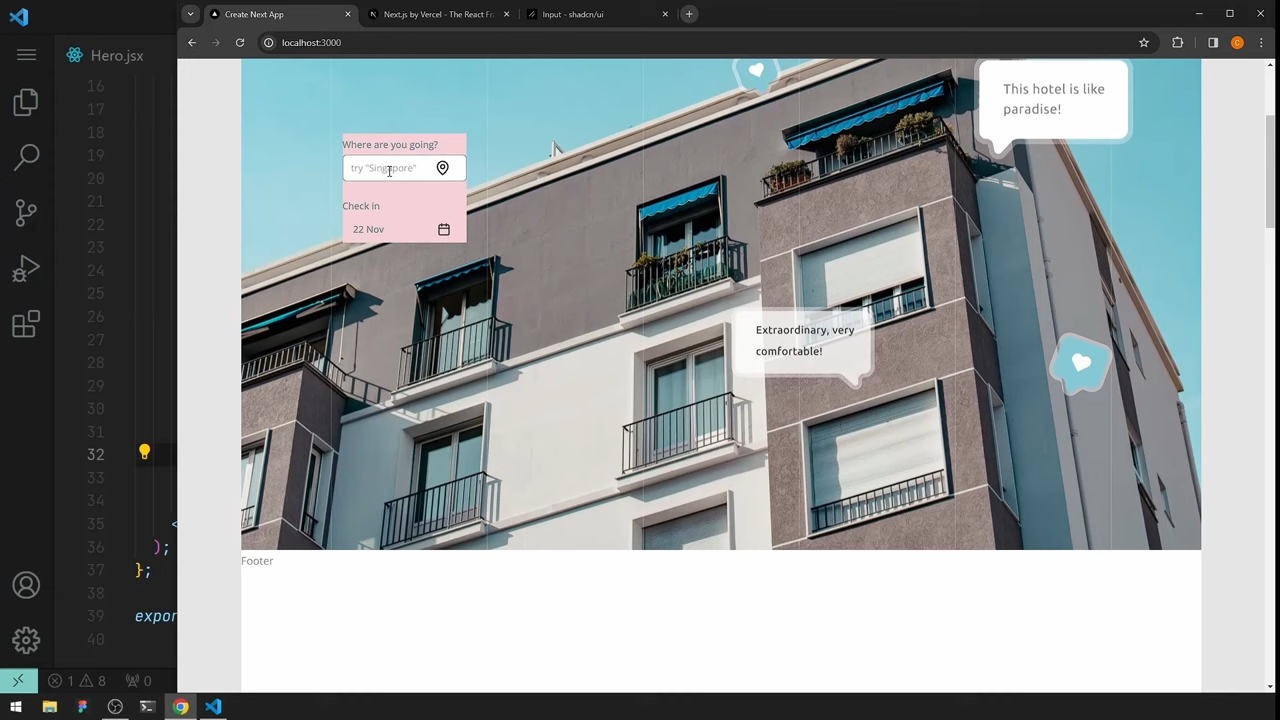 Create Next App
Next.js by Vercel - The React Fr
Input - shadcn/ui
localhost:3000
C
Hero.jsx
16
17
18
19
20
21
22
23
24
25
26
27
28
29
30
31
32
33
34
35 <
36 );
37 };
38
39 expor
40
This hotel is like
paradise!
Where are you going?
try "Singapore"
Check in
22 Nov
Extraordinary, very
comfortable!
Footer
1 8 0